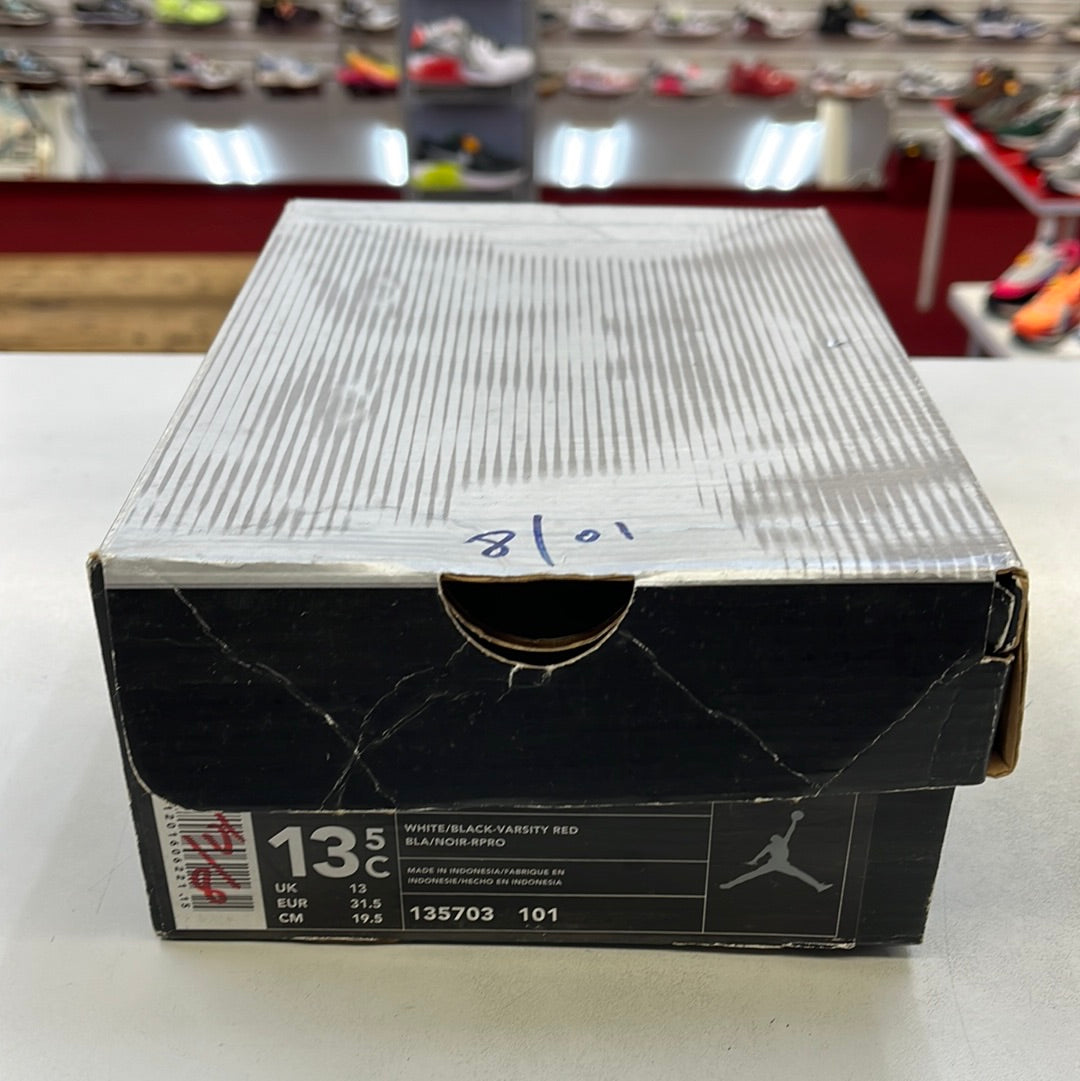 8/01
13 5 C
UK 13
EUR 31.5
CM 19.5
WHITE/BLACK-VARSITY RED
BLA/NOIR-RPRO
MADE IN INDONESIA/FABRIQUE EN
INDONESIE/HECHO EN INDONESIA
135703 101